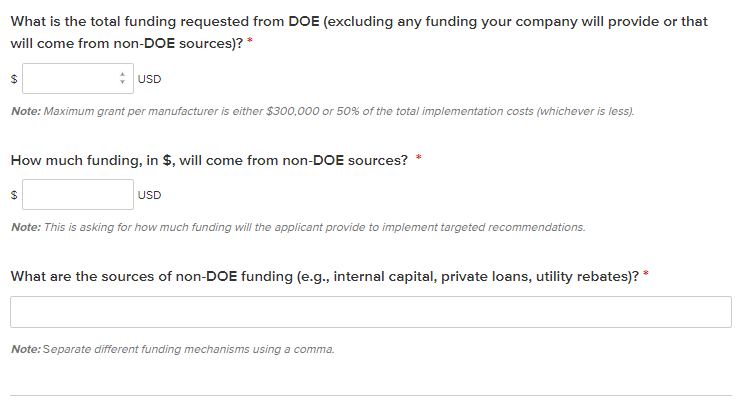 What is the total funding requested from DOE (excluding any funding your company will provide or that
will come from non-DOE sources)? *
$ USD
Note: Maximum grant per manufacturer is either $300,000 or 50% of the total implementation costs (whichever is less).
How much funding, in $, will come from non-DOE sources? *
$ USD
Note: This is asking for how much funding will the applicant provide to implement targeted recommendations.
What are the sources of non-DOE funding (e.g., internal capital, private loans, utility rebates)? *
Note: Separate different funding mechanisms using a comma.